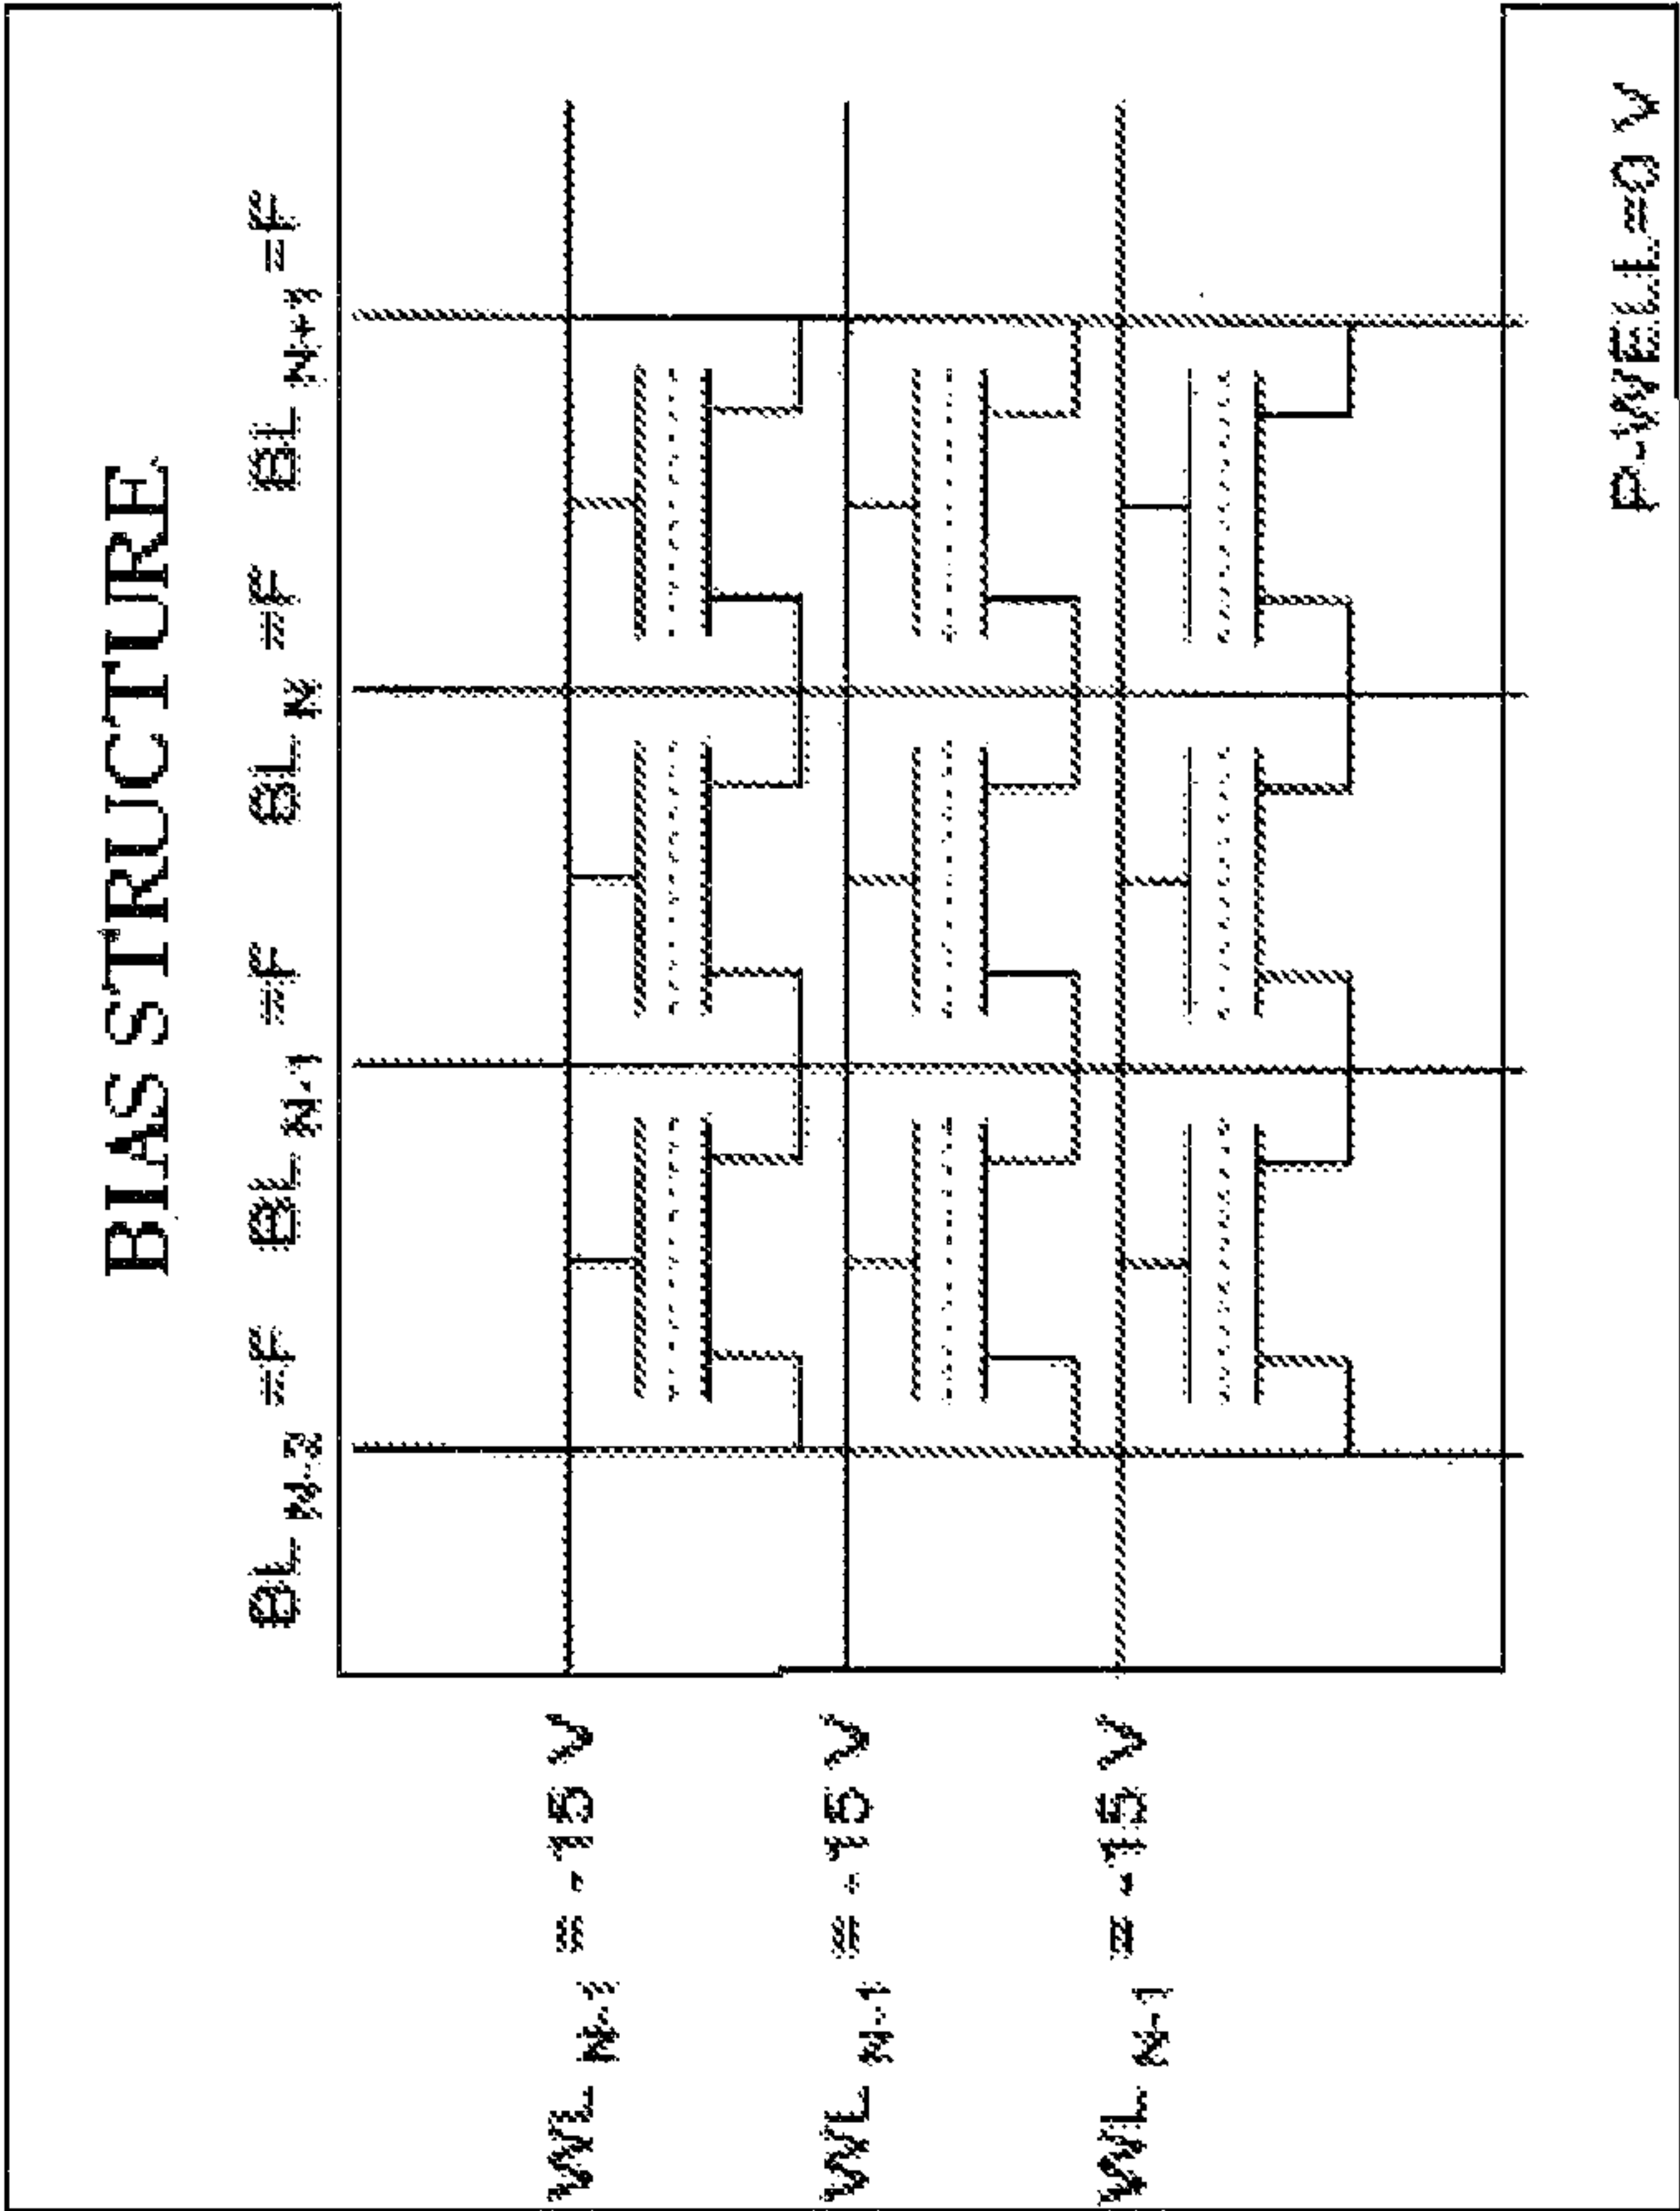 BIAS STRUCTURE
BL N-2 =F BL N-1 =F BL N =F BL N+1 =F
WL N-1 = -15 V
WL N-1 = -15 V
WL N-1 = -15 V
P-WELL=0 V